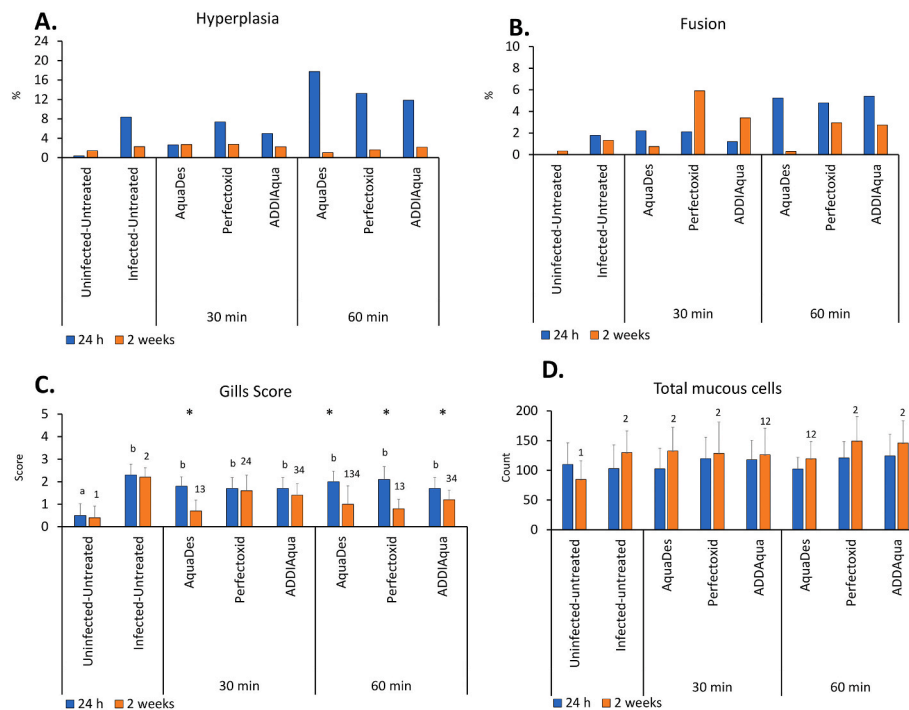 A.
Hyperplasia
24
20
16
12
8
4
0
%
Uninfected-Untreated
Infected-Untreated
AquaDes
Perfectoxid
ADDIAqua
AquaDes
Perfectoxid
ADDIAqua
30 min
60 min
24 h
2 weeks
B.
Fusion
10
8
6
4
2
0
%
Uninfected-Untreated
Infected-Untreated
AquaDes
Perfectoxid
ADDIAqua
AquaDes
Perfectoxid
ADDIAqua
30 min
60 min
24 h
2 weeks
C.
Gills Score
5
4
3
2
1
0
Score
* * * *
a 1 b 2 b 13 b 24 b 34 b 134 b 13 b 34
Uninfected-Untreated
Infected-Untreated
AquaDes
Perfectoxid
ADDIAqua
AquaDes
Perfectoxid
ADDIAqua
30 min
60 min
24 h
2 weeks
D.
Total mucous cells
200
150
100
50
0
Count
1 2 2 2 12 12 2 2
Uninfected-untreated
Infected-untreated
AquaDes
Perfectoxid
ADDAqua
AquaDes
Perfectoxid
ADDAqua
30 min
60 min
24 h
2 weeks